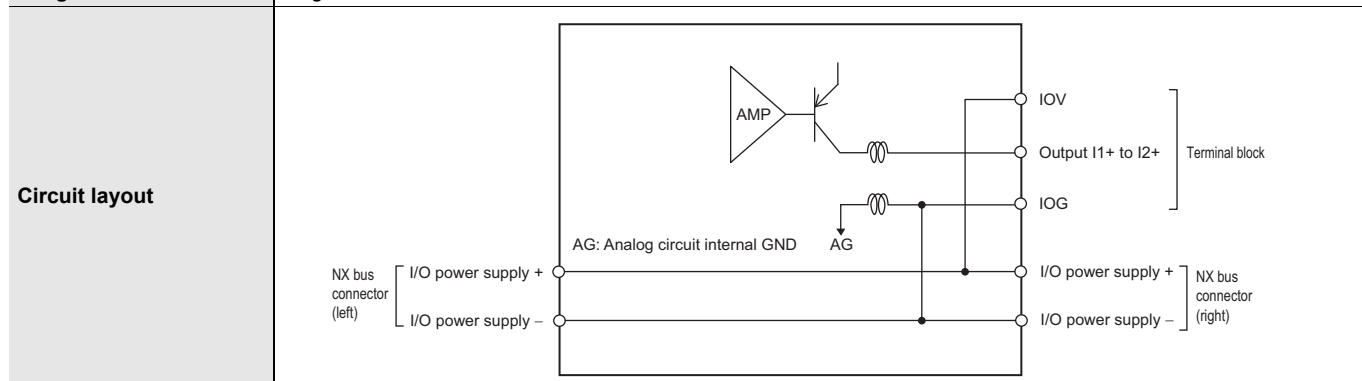 Circuit layout
AMP
IOV
Output I1+ to I2+
Terminal block
IOG
AG: Analog circuit internal GND
AG
NX bus
connector
(left)
I/O power supply +
I/O power supply –
I/O power supply +
I/O power supply –
NX bus
connector
(right)